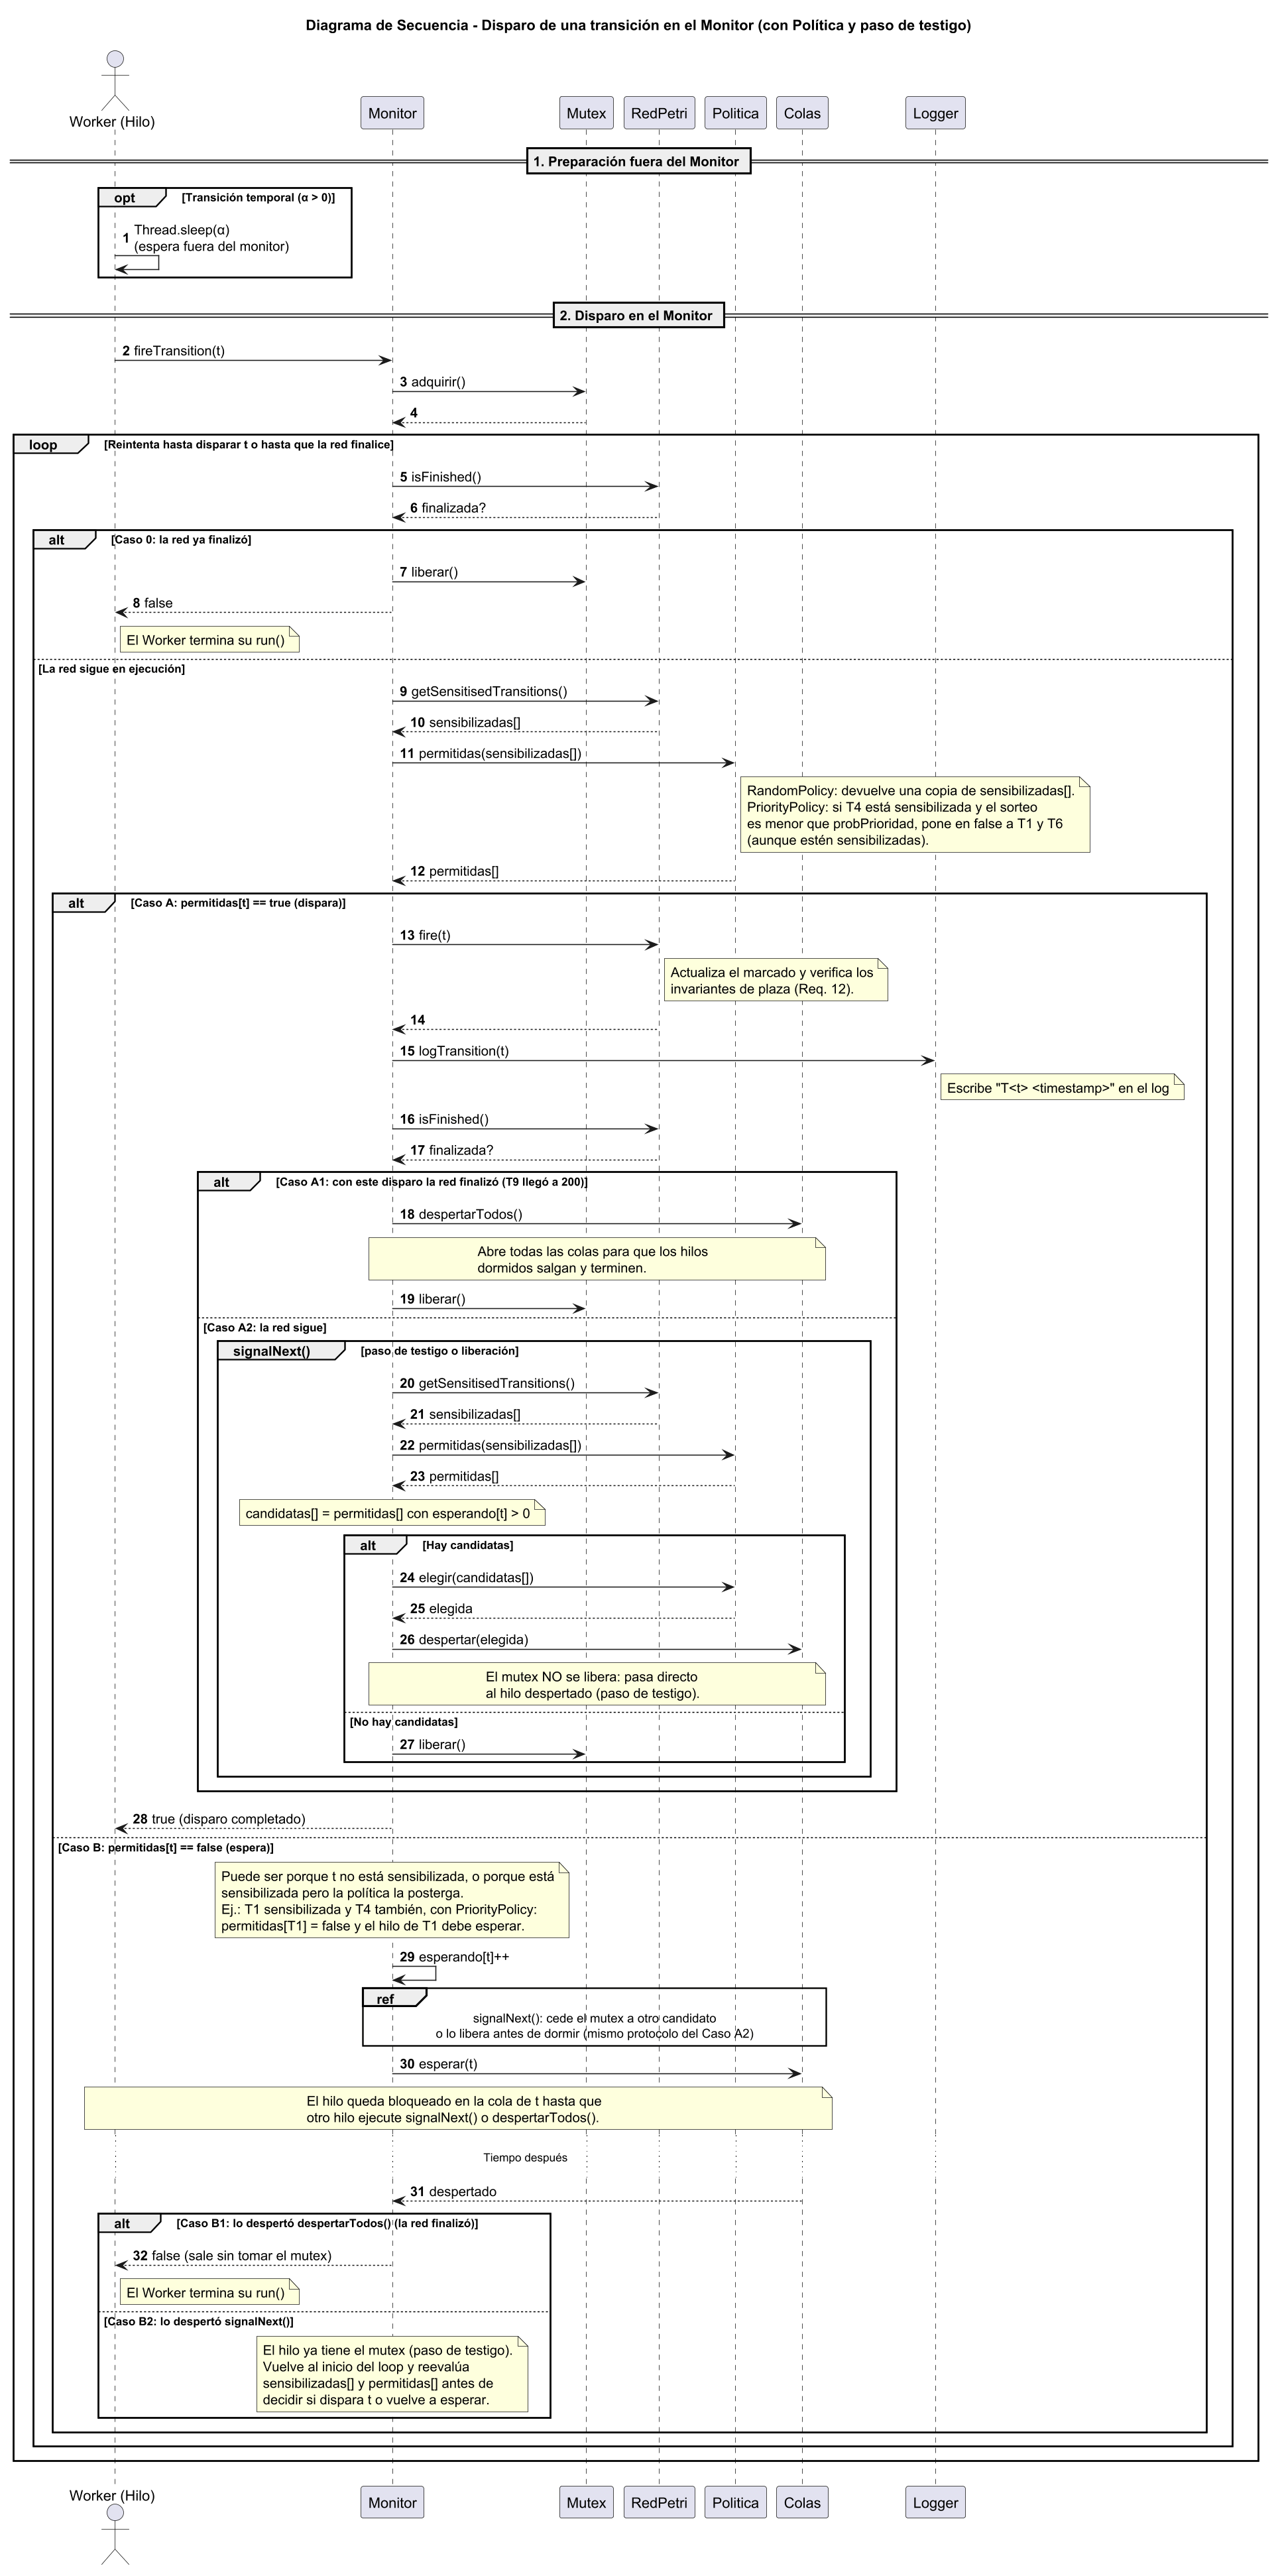 Diagrama de Secuencia - Disparo de una transición en el Monitor (con Política y paso de testigo)
Worker (Hilo)
Monitor
Mutex
RedPetri
Politica
Colas
Logger
1. Preparación fuera del Monitor
opt [Transición temporal (α > 0)]
1 Thread.sleep(α)
(espera fuera del monitor)
2. Disparo en el Monitor
2 fireTransition(t)
3 adquirir()
4
loop [Reintenta hasta disparar t o hasta que la red finalice]
5 isFinished()
6 finalizada?
alt [Caso 0: la red ya finalizó]
7 liberar()
8 false
El Worker termina su run()
[La red sigue en ejecución]
9 getSensitisedTransitions()
10 sensibilizadas[]
11 permitidas(sensibilizadas[])
RandomPolicy: devuelve una copia de sensibilizadas[].
PriorityPolicy: si T4 está sensibilizada y el sorteo
es menor que probPrioridad, pone en false a T1 y T6
(aunque estén sensibilizadas).
12 permitidas[]
alt [Caso A: permitidas[t] == true (dispara)]
13 fire(t)
Actualiza el marcado y verifica los
invariantes de plaza (Req. 12).
14
15 logTransition(t)
Escribe "T<t> <timestamp>" en el log
16 isFinished()
17 finalizada?
alt [Caso A1: con este disparo la red finalizó (T9 llegó a 200)]
18 despertarTodos()
Abre todas las colas para que los hilos
dormidos salgan y terminen.
19 liberar()
[Caso A2: la red sigue]
signalNext() [paso de testigo o liberación]
20 getSensitisedTransitions()
21 sensibilizadas[]
22 permitidas(sensibilizadas[])
23 permitidas[]
candidatas[] = permitidas[] con esperando[t] > 0
alt [Hay candidatas]
24 elegir(candidatas[])
25 elegida
26 despertar(elegida)
El mutex NO se libera: pasa directo
al hilo despertado (paso de testigo).
[No hay candidatas]
27 liberar()
28 true (disparo completado)
[Caso B: permitidas[t] == false (espera)]
Puede ser porque t no está sensibilizada, o porque está
sensibilizada pero la política la posterga.
Ej.: T1 sensibilizada y T4 también, con PriorityPolicy:
permitidas[T1] = false y el hilo de T1 debe esperar.
29 esperando[t]++
ref
signalNext(): cede el mutex a otro candidato
o lo libera antes de dormir (mismo protocolo del Caso A2)
30 esperar(t)
El hilo queda bloqueado en la cola de t hasta que
otro hilo ejecute signalNext() o despertarTodos().
Tiempo después
31 despertado
alt [Caso B1: lo despertó despertarTodos() (la red finalizó)]
32 false (sale sin tomar el mutex)
El Worker termina su run()
[Caso B2: lo despertó signalNext()]
El hilo ya tiene el mutex (paso de testigo).
Vuelve al inicio del loop y reevalúa
sensibilizadas[] y permitidas[] antes de
decidir si dispara t o vuelve a esperar.
Worker (Hilo)
Monitor
Mutex
RedPetri
Politica
Colas
Logger